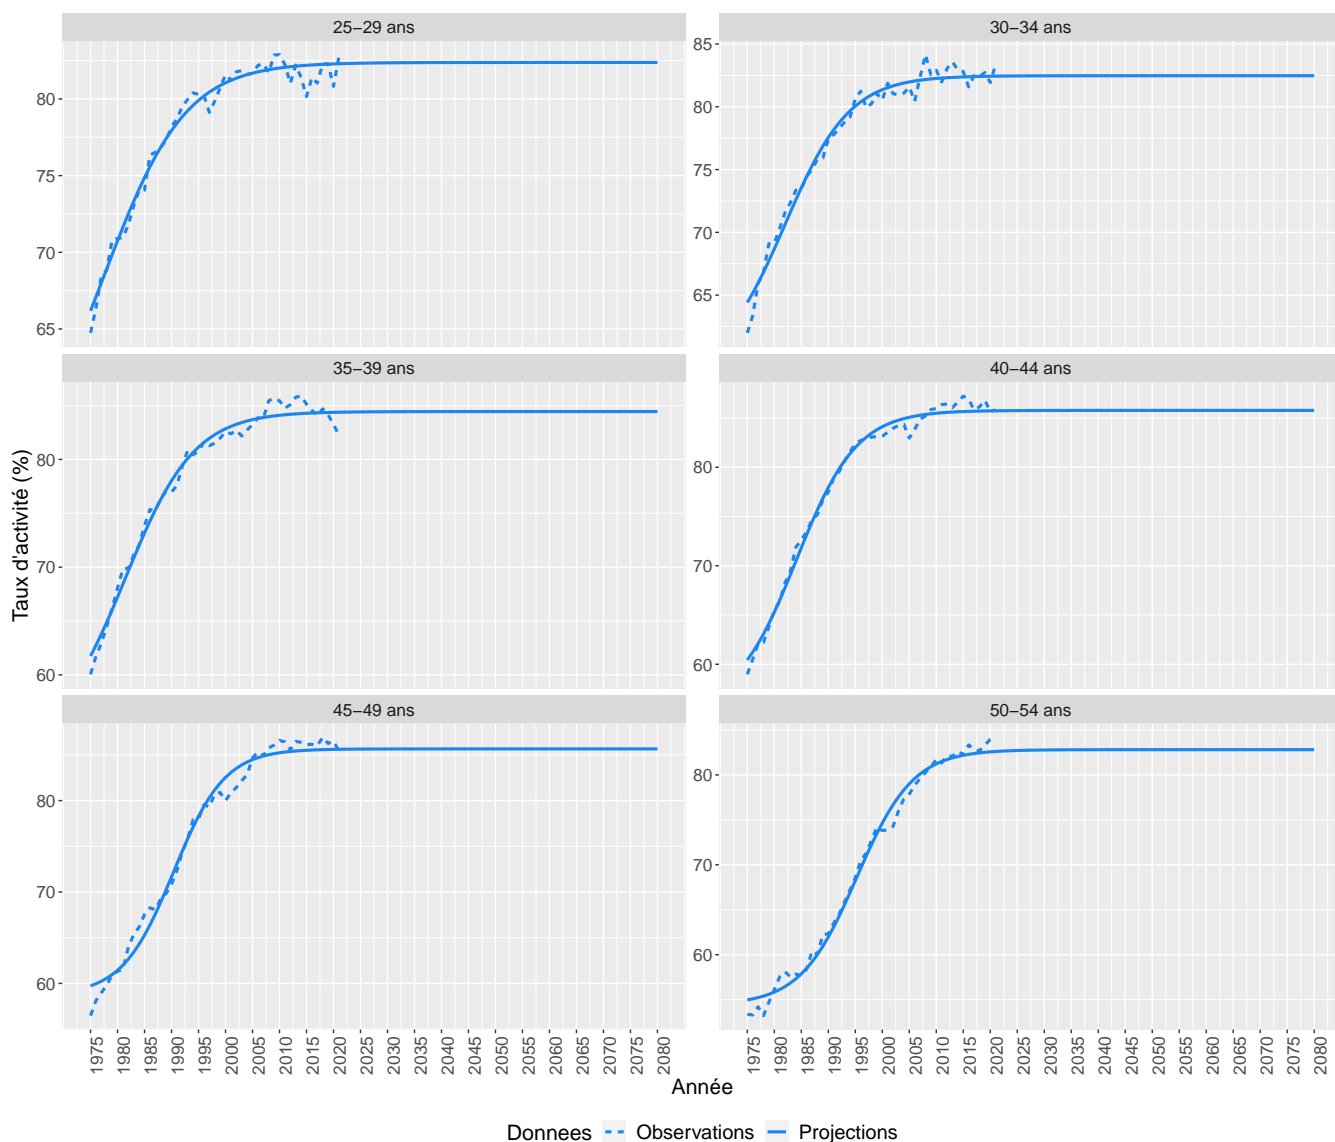 25−29 ans
30−34 ans
85
80
75
70
65
80
75
70
65
35−39 ans
40−44 ans
80
70
60
80
70
60
45−49 ans
50−54 ans
80
70
60
80
70
60
Taux d'activité (%)
1975 1980 1985 1990 1995 2000 2005 2010 2015 2020 2025 2030 2035 2040 2045 2050 2055 2060 2065 2070 2075 2080
1975 1980 1985 1990 1995 2000 2005 2010 2015 2020 2025 2030 2035 2040 2045 2050 2055 2060 2065 2070 2075 2080
Année
Donnees Observations Projections